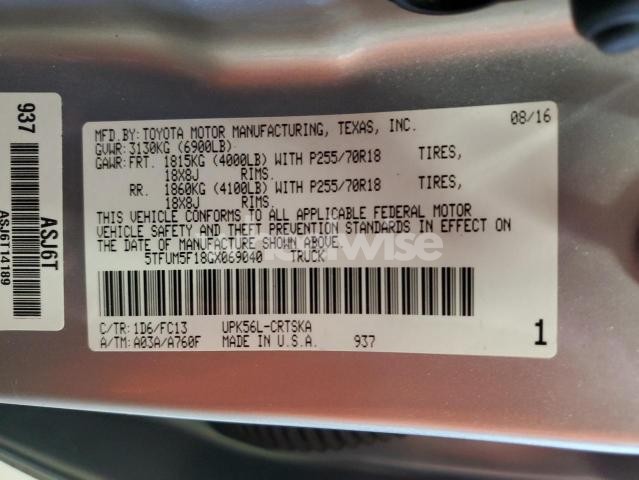 MFD.BY:TOYOTA MOTOR MANUFACTURING, TEXAS, INC. 08/16
GVWR:3130KG (6900LB)
GAWR:FRT. 1815KG (4000LB) WITH P255/70R18 TIRES,
18X8J RIMS.
RR. 1860KG (4100LB) WITH P255/70R18 TIRES,
18X8J RIMS.
THIS VEHICLE CONFORMS TO ALL APPLICABLE FEDERAL MOTOR
VEHICLE SAFETY AND THEFT PREVENTION STANDARDS IN EFFECT ON
THE DATE OF MANUFACTURE SHOWN ABOVE.
5TFUM5F18GX069040 TRUCK
C/TR:1D6/FC13 UPK56L-CRTSKA
A/TM:A03A/A760F MADE IN U.S.A. 937 1
937
ASJ6T
ASJ6T14189